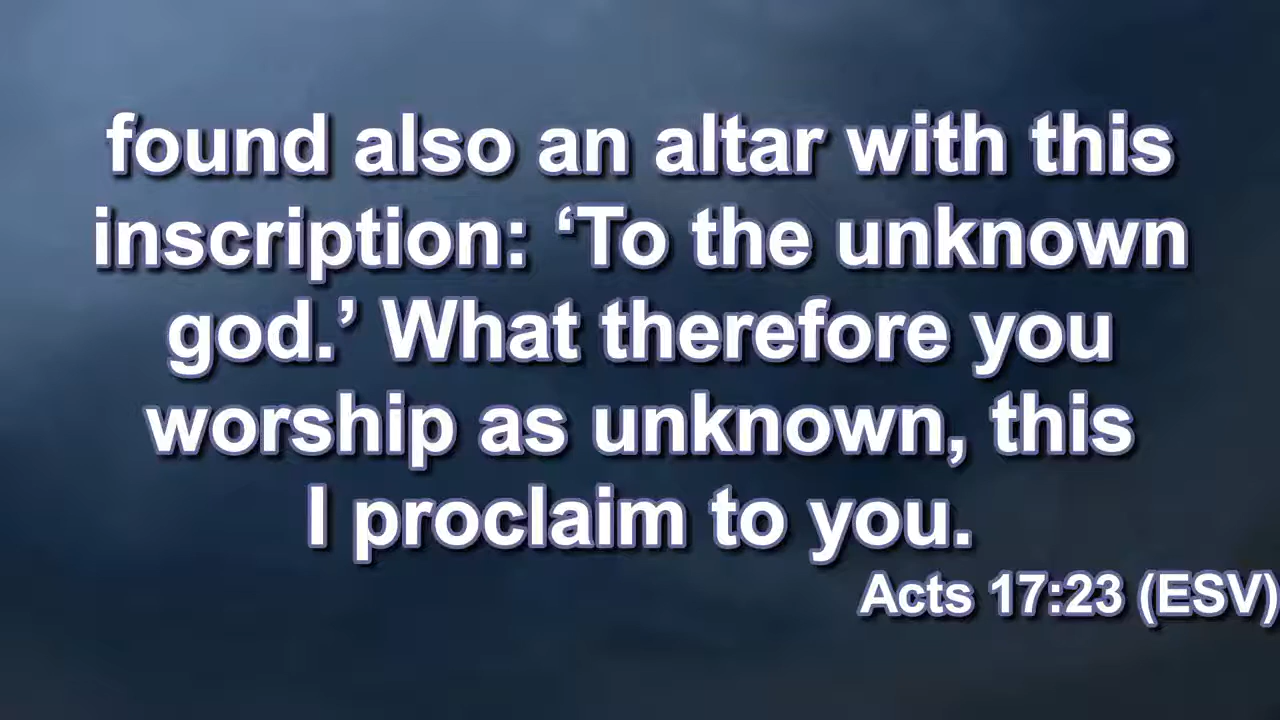 found also an altar with this
inscription: ‘To the unknown
god.’ What therefore you
worship as unknown, this
I proclaim to you.
Acts 17:23 (ESV)